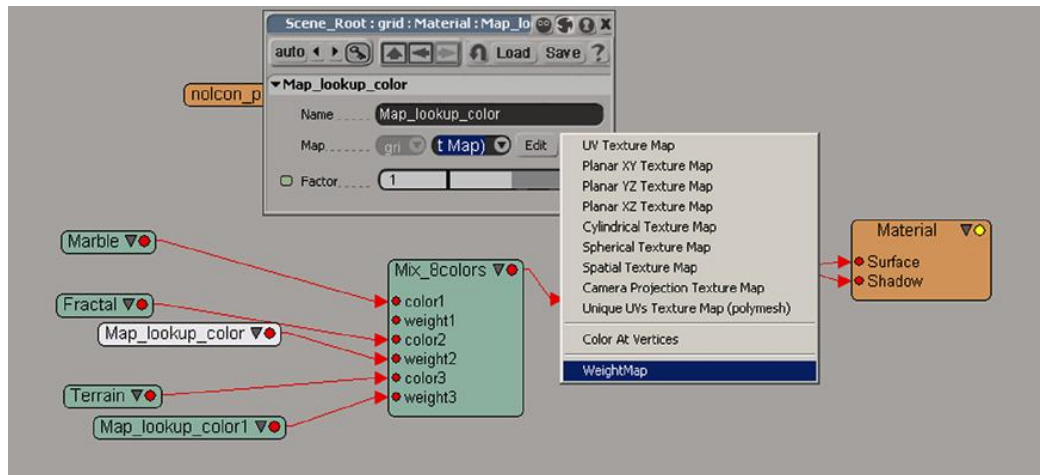 Scene_Root : grid : Material : Map_lo
auto
Load Save ?
Map_lookup_color
Name
Map_lookup_color
Map
gri
t Map)
Edit
Factor
1
UV Texture Map
Planar XY Texture Map
Planar YZ Texture Map
Planar XZ Texture Map
Cylindrical Texture Map
Spherical Texture Map
Spatial Texture Map
Camera Projection Texture Map
Unique UVs Texture Map (polymesh)
Color At Vertices
WeightMap
noIcon_p
Marble
Fractal
Map_lookup_color
Terrain
Map_lookup_color1
Mix_8colors
color1
weight1
color2
weight2
color3
weight3
Material
Surface
Shadow